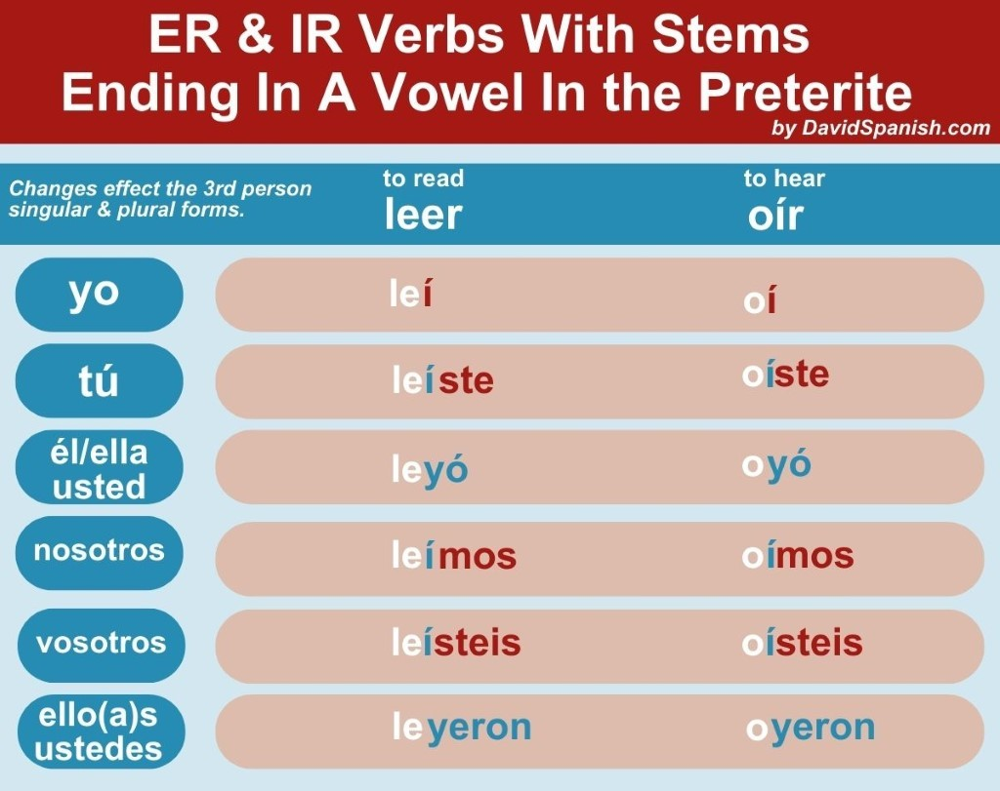 ER & IR Verbs With Stems
Ending In A Vowel In the Preterite
by DavidSpanish.com
Changes effect the 3rd person
singular & plural forms.
to read
leer
to hear
oír
yo
leí
oí
tú
leíste
oíste
él/ella
usted
leyó
oyó
nosotros
leímos
oímos
vosotros
leísteis
oísteis
ello(a)s
ustedes
leyeron
oyeron